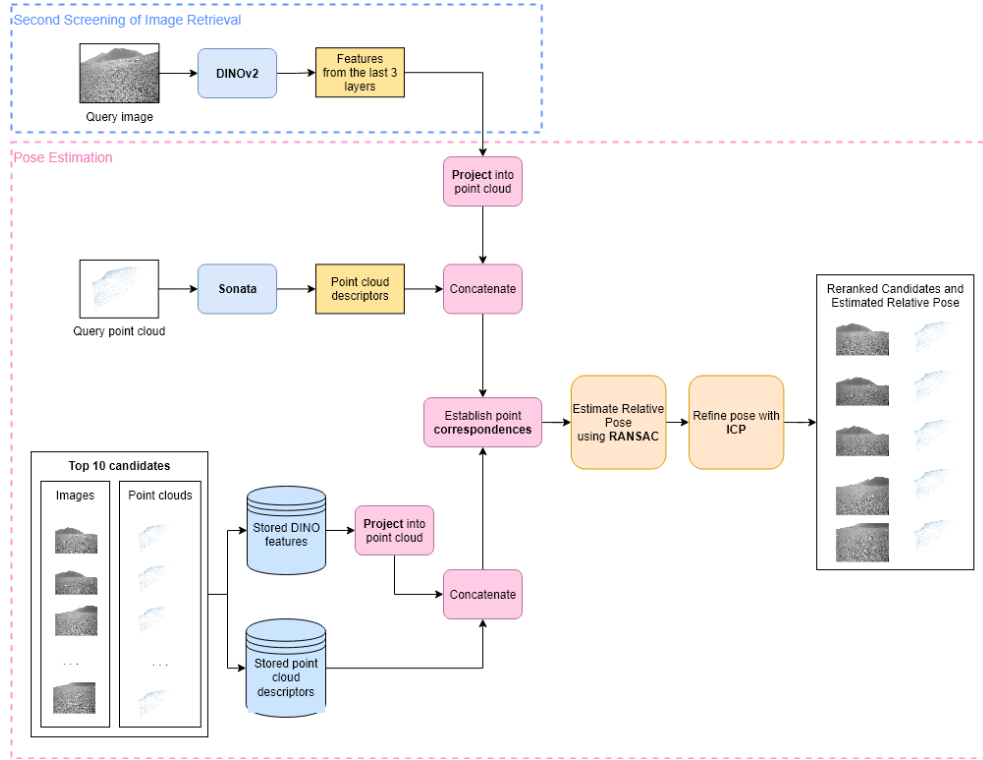 Second Screening of Image Retrieval
DINOv2
Features
from the last 3
layers
Query image
Pose Estimation
Project into
point cloud
Sonata
Point cloud
descriptors
Concatenate
Query point cloud
Reranked Candidates and
Estimated Relative Pose
Establish point
correspondences
Estimate Relative
Pose
using RANSAC
Refine pose with
ICP
Top 10 candidates
Images
Point clouds
. . .
. . .
Stored DINO
features
Project into
point cloud
Concatenate
Stored point
cloud
descriptors